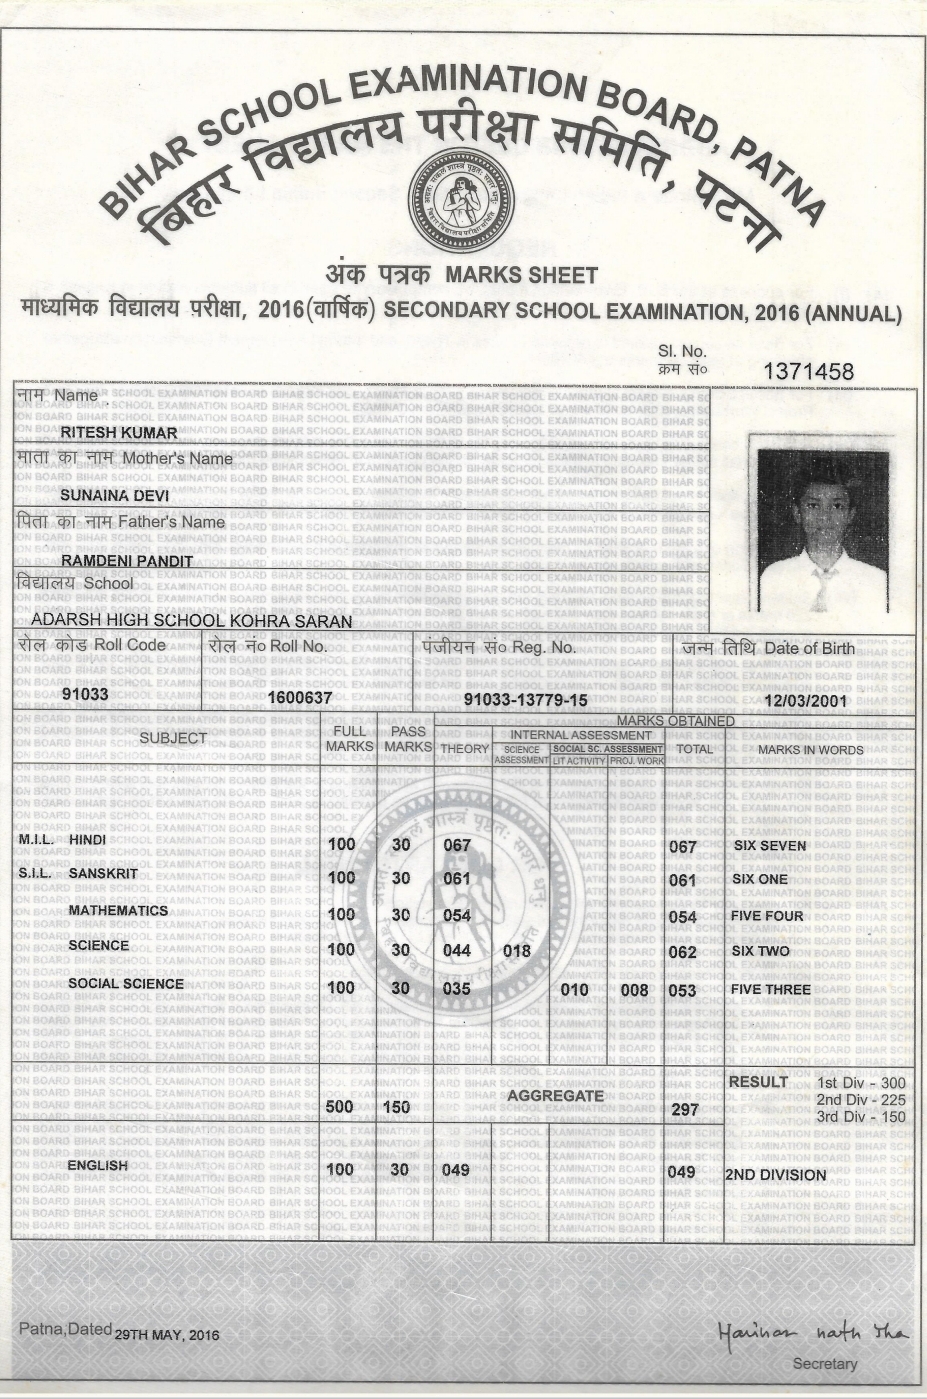 BIHAR SCHOOL EXAMINATION BOARD, PATNA
बिहार विद्यालय परीक्षा समिति, पटना
अंक पत्रक MARKS SHEET
माध्यमिक विद्यालय परीक्षा, 2016(वार्षिक) SECONDARY SCHOOL EXAMINATION, 2016 (ANNUAL)
Sl. No.
क्रम सं० 1371458
नाम Name
RITESH KUMAR
माता का नाम Mother's Name
SUNAINA DEVI
पिता का नाम Father's Name
RAMDENI PANDIT
विद्यालय School
ADARSH HIGH SCHOOL KOHRA SARAN
रोल कोड Roll Code रोल नं० Roll No. पंजीयन सं० Reg. No. जन्म तिथि Date of Birth
91033 1600637 91033-13779-15 12/03/2001
MARKS OBTAINED
SUBJECT FULL MARKS PASS MARKS THEORY INTERNAL ASSESSMENT TOTAL MARKS IN WORDS
SCIENCE ASSESSMENT SOCIAL SC. ASSESSMENT
LIT ACTIVITY PROJ. WORK
M.I.L. HINDI 100 30 067 067 SIX SEVEN
S.I.L. SANSKRIT 100 30 061 061 SIX ONE
MATHEMATICS 100 30 054 054 FIVE FOUR
SCIENCE 100 30 044 018 062 SIX TWO
SOCIAL SCIENCE 100 30 035 010 008 053 FIVE THREE
RESULT 1st Div - 300
2nd Div - 225
3rd Div - 150
500 150 AGGREGATE 297
ENGLISH 100 30 049 049 2ND DIVISION
Patna,Dated 29TH MAY, 2016
Harihar nath Jha
Secretary